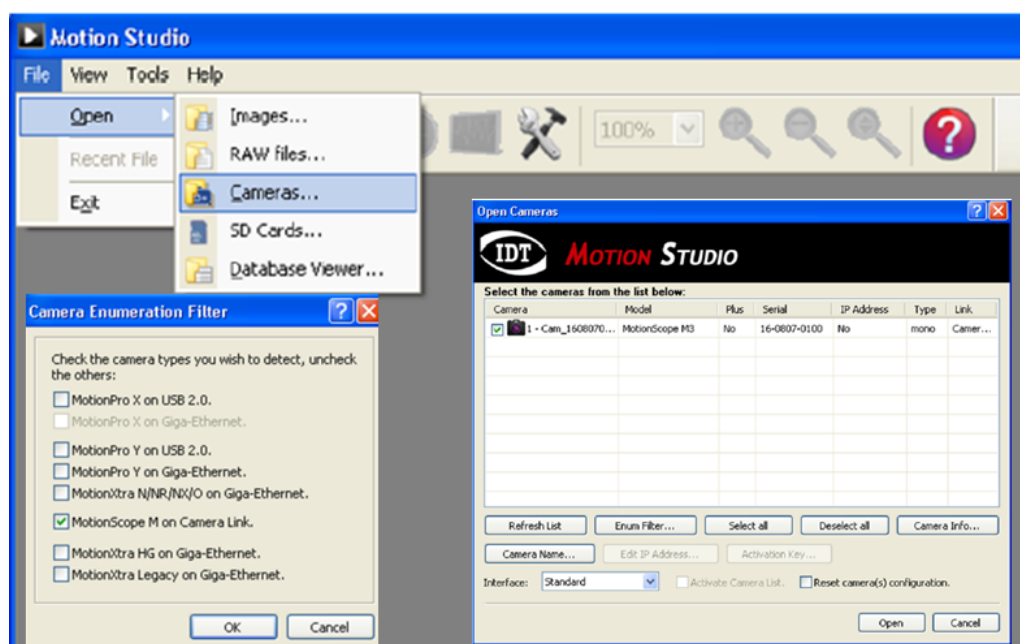 Motion Studio
File View Tools Help
Open
Recent File
Exit
Images...
RAW files...
Cameras...
SD Cards...
Database Viewer...
100%
?
Camera Enumeration Filter
Check the camera types you wish to detect, uncheck
the others:
MotionPro X on USB 2.0.
MotionPro X on Giga-Ethernet.
MotionPro Y on USB 2.0.
MotionPro Y on Giga-Ethernet.
MotionXtra N/NR/NX/O on Giga-Ethernet.
MotionScope M on Camera Link.
MotionXtra HG on Giga-Ethernet.
MotionXtra Legacy on Giga-Ethernet.
OK Cancel
Open Cameras
IDT MOTION STUDIO
Select the cameras from the list below:
Camera Model Plus Serial IP Address Type Link
1 - Cam_1608070... MotionScope M3 No 16-0807-0100 No mono Camer...
Refresh List Enum Filter... Select all Deselect all Camera Info...
Camera Name... Edit IP Address... Activation Key...
Interface: Standard Activate Camera List. Reset camera(s) configuration.
Open Cancel